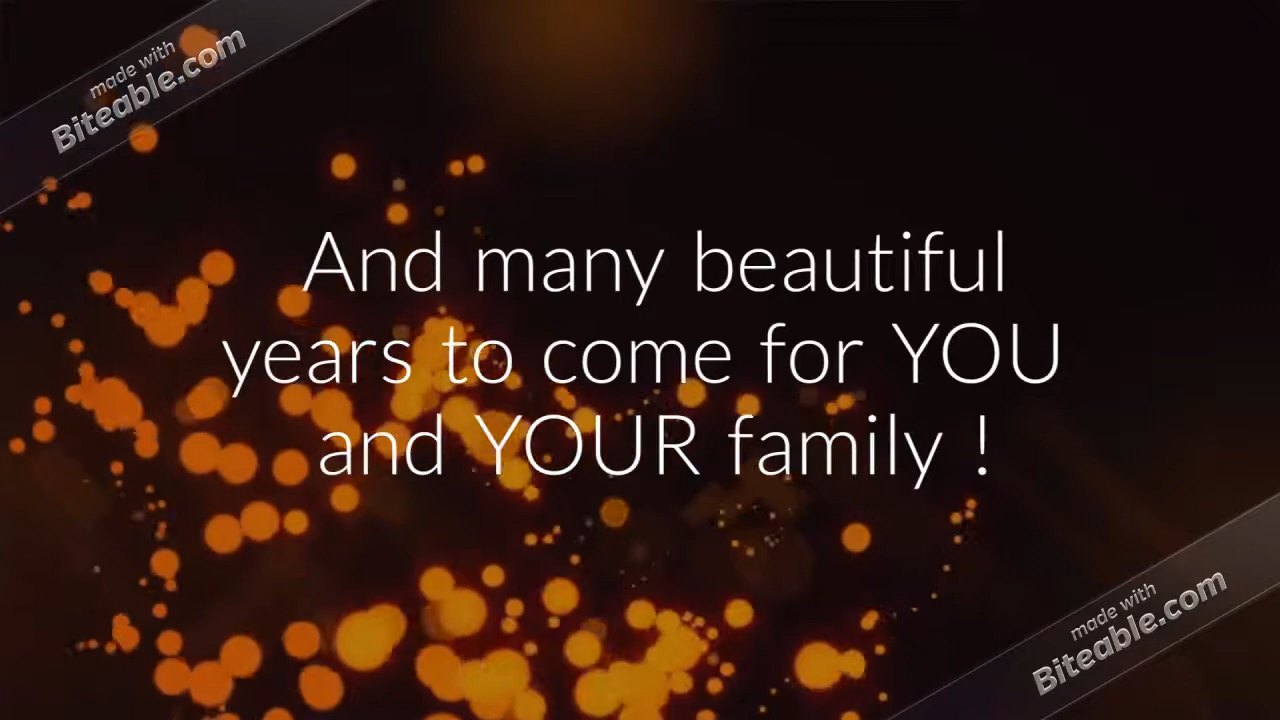 made with
Biteable.com
And many beautiful
years to come for YOU
and YOUR family !
made with
Biteable.com